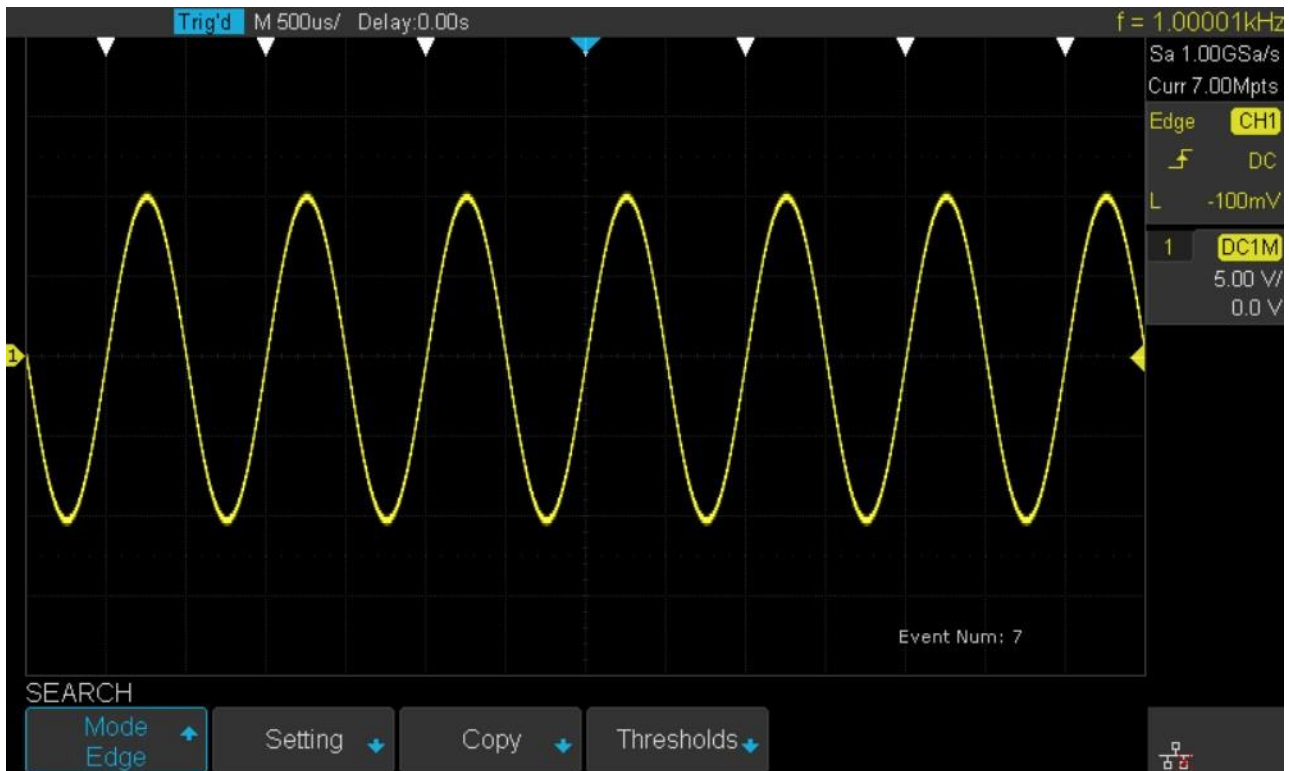 Trig'd M 500us/ Delay:0.00s f = 1.00001kHz
Sa 1.00GSa/s
Curr 7.00Mpts
Edge CH1
DC
L -100mV
1 DC1M
5.00 V/
0.0 V
1
Event Num: 7
SEARCH
Mode Setting Copy Thresholds
Edge